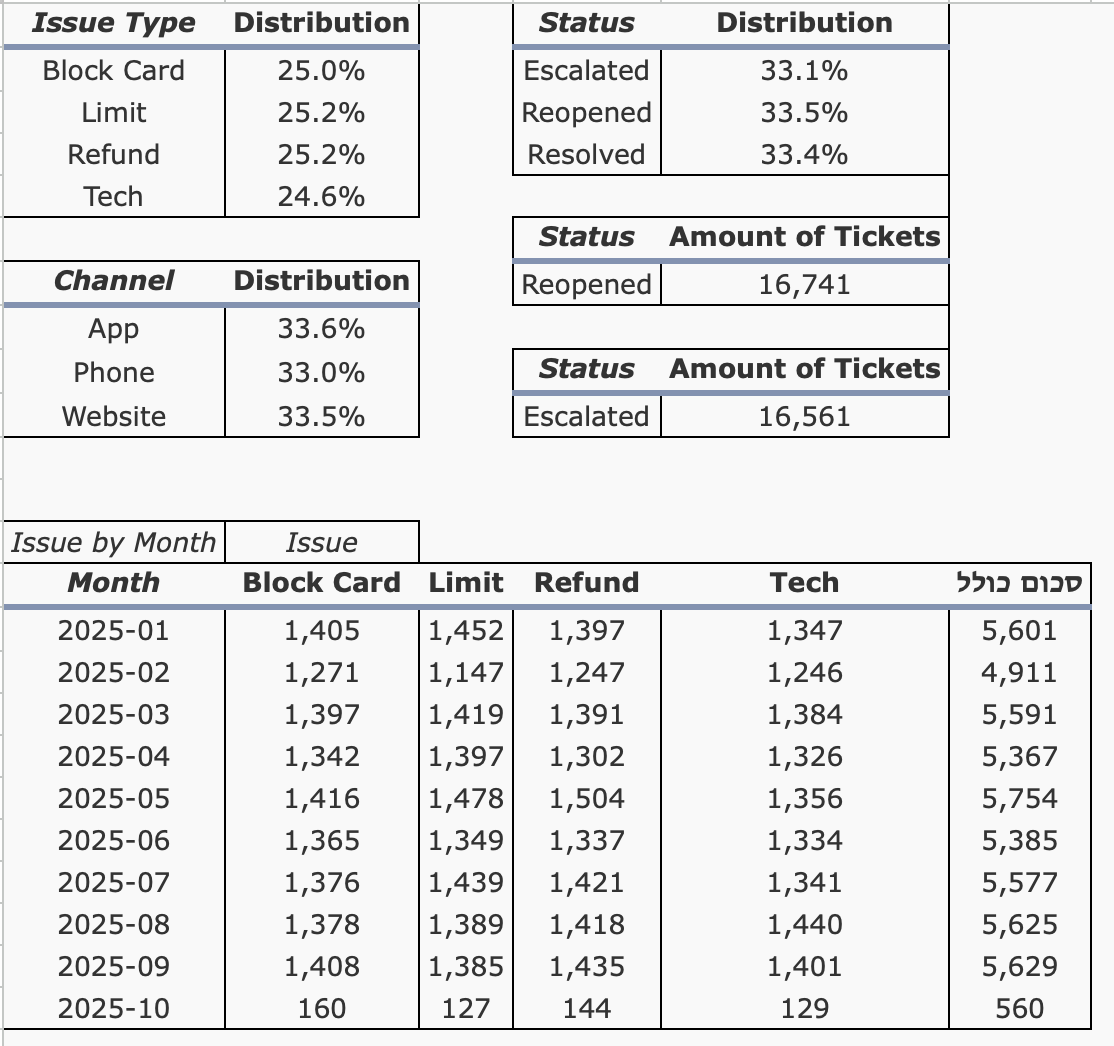 Issue Type Distribution
Block Card 25.0%
Limit 25.2%
Refund 25.2%
Tech 24.6%
Status Distribution
Escalated 33.1%
Reopened 33.5%
Resolved 33.4%
Status Amount of Tickets
Reopened 16,741
Channel Distribution
App 33.6%
Phone 33.0%
Website 33.5%
Status Amount of Tickets
Escalated 16,561
Issue by Month Issue
Month Block Card Limit Refund Tech סכום כולל
2025-01 1,405 1,452 1,397 1,347 5,601
2025-02 1,271 1,147 1,247 1,246 4,911
2025-03 1,397 1,419 1,391 1,384 5,591
2025-04 1,342 1,397 1,302 1,326 5,367
2025-05 1,416 1,478 1,504 1,356 5,754
2025-06 1,365 1,349 1,337 1,334 5,385
2025-07 1,376 1,439 1,421 1,341 5,577
2025-08 1,378 1,389 1,418 1,440 5,625
2025-09 1,408 1,385 1,435 1,401 5,629
2025-10 160 127 144 129 560